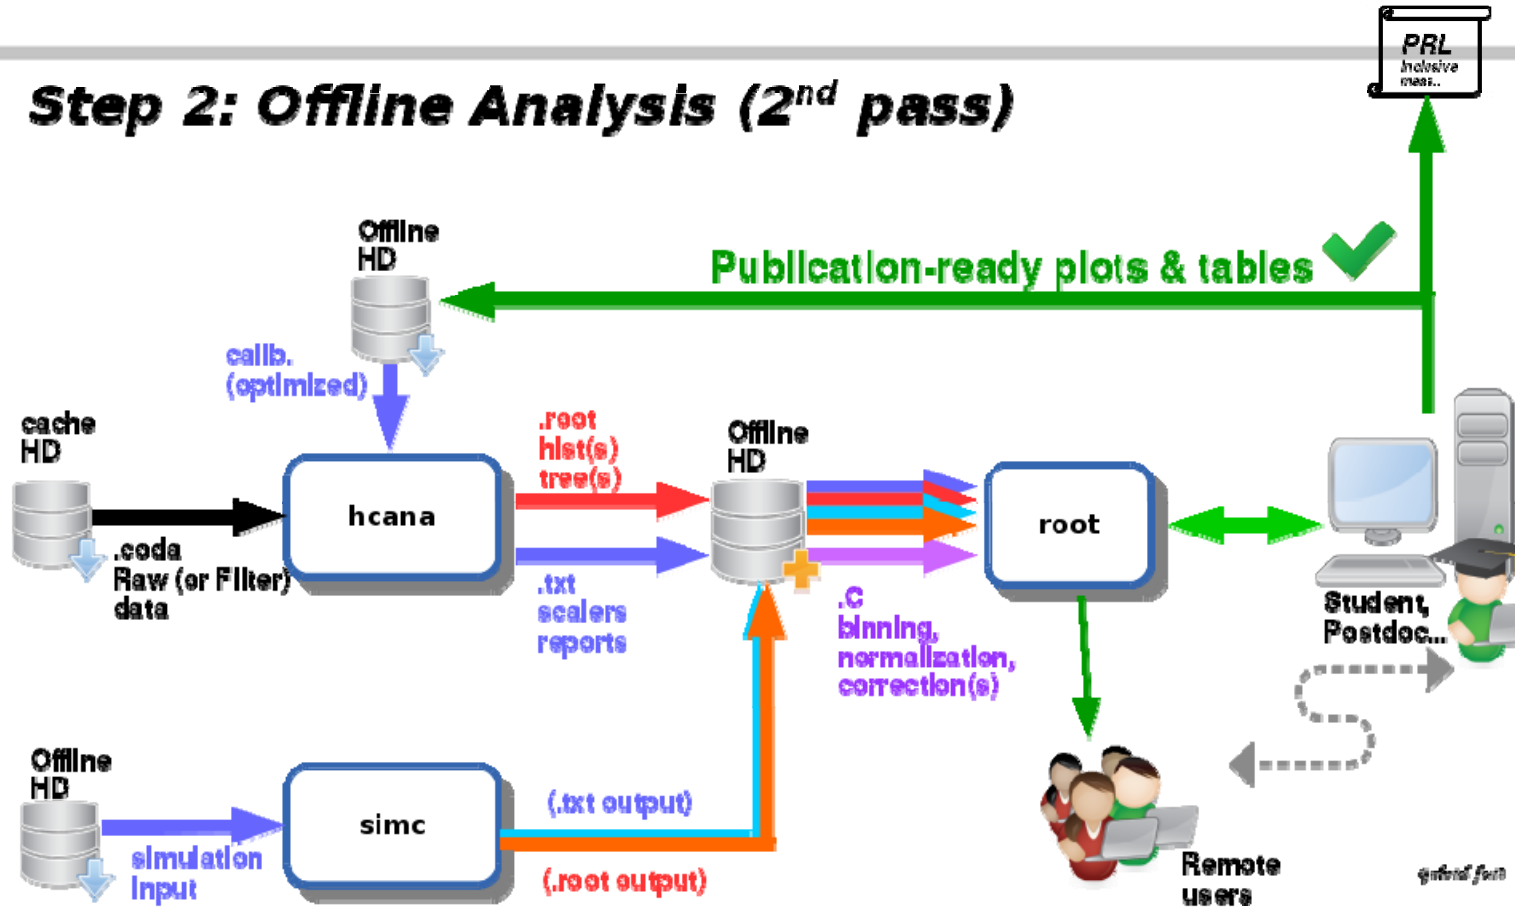 PRL
Inclusive
meas..
Step 2: Offline Analysis (2nd pass)
Offline
HD
Publication-ready plots & tables
calib.
(optimized)
cache
HD
.root
hist(s)
tree(s)
Offline
HD
hcana
root
.coda
Raw (or Filter)
data
.txt
scalers
reports
.C
binning,
normalization,
correction(s)
Student,
Postdoc...
Offline
HD
simc
(.txt output)
simulation
input
(.root output)
Remote
users